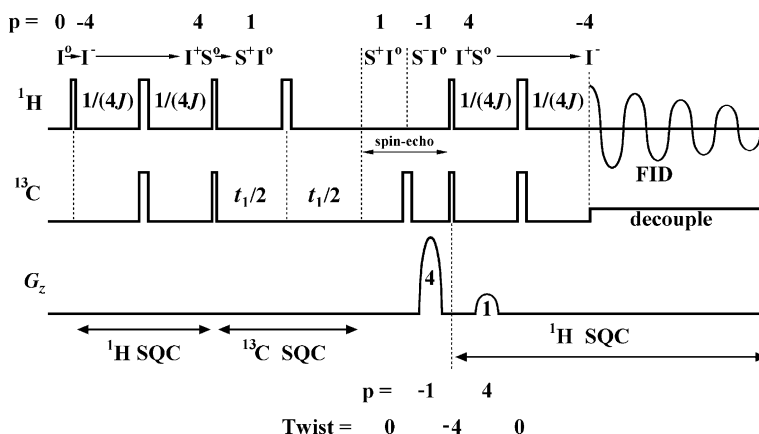 p = 0 -4 4 1 1 -1 4 -4
I° → I⁻ → I⁺S° → S⁺I° S⁺I° S⁻I° I⁺S° → I⁻
¹H 1/(4J) 1/(4J) 1/(4J) 1/(4J)
spin-echo
FID
¹³C t₁/2 t₁/2
decouple
G_z 4 1
¹H SQC ¹³C SQC ¹H SQC
p = -1 4
Twist = 0 -4 0